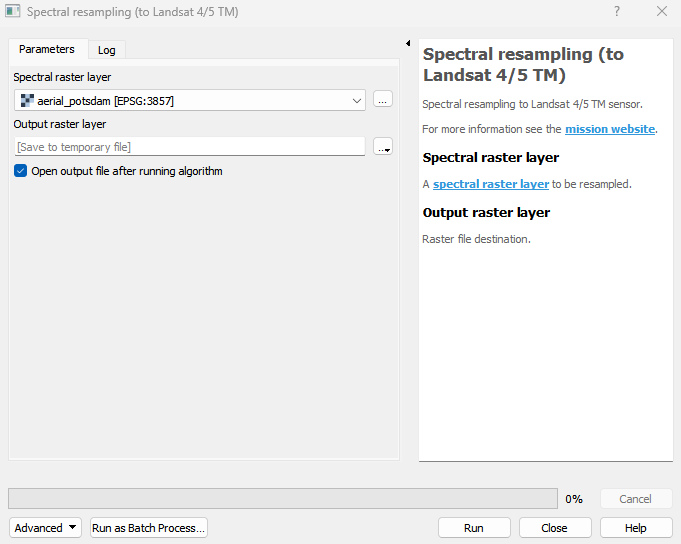 Spectral resampling (to Landsat 4/5 TM)
?
Parameters
Log
Spectral raster layer
aerial_potsdam [EPSG:3857]
...
Output raster layer
[Save to temporary file]
...
Open output file after running algorithm
Spectral resampling (to
Landsat 4/5 TM)
Spectral resampling to Landsat 4/5 TM sensor.
For more information see the mission website.
Spectral raster layer
A spectral raster layer to be resampled.
Output raster layer
Raster file destination.
0%
Cancel
Advanced
Run as Batch Process...
Run
Close
Help